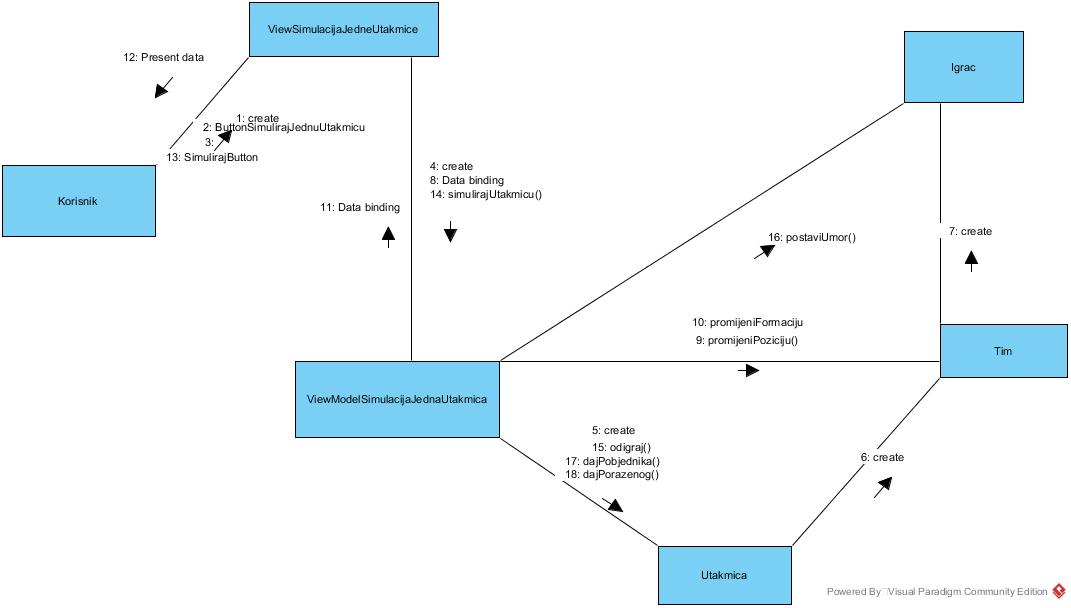 ViewSimulacijaJedneUtakmice
Igrac
12: Present data
1: create
2: ButtonSimulirajJednuUtakmicu
3:
13: SimulirajButton
Korisnik
4: create
8: Data binding
14: simulirajUtakmicu()
11: Data binding
16: postaviUmor()
7: create
10: promijeniFormaciju
9: promijeniPoziciju()
Tim
ViewModelSimulacijaJednaUtakmica
5: create
15: odigraj()
17: dajPobjednika()
18: dajPorazenog()
6: create
Utakmica
Powered By Visual Paradigm Community Edition